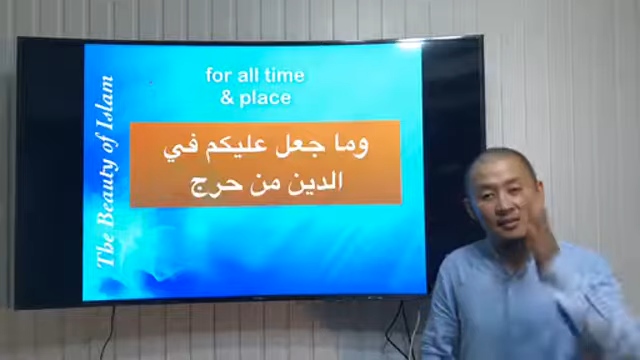 The Beauty of Islam
for all time
& place
وما جعل عليكم في
الدين من حرج